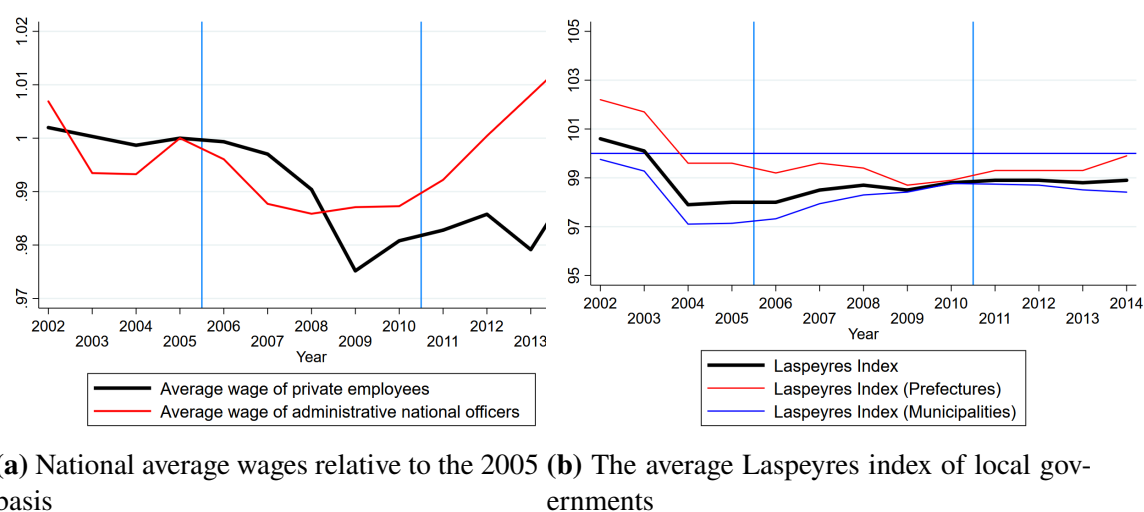 1.02
1.01
1
.99
.98
.97
2002 2004 2006 2008 2010 2012
2003 2005 2007 2009 2011 2013
Year
Average wage of private employees
Average wage of administrative national officers
105
103
101
99
97
95
2002 2004 2006 2008 2010 2012 2014
2003 2005 2007 2009 2011 2013
Year
Laspeyres Index
Laspeyres Index (Prefectures)
Laspeyres Index (Municipalities)
(a) National average wages relative to the 2005
basis
(b) The average Laspeyres index of local gov-
ernments